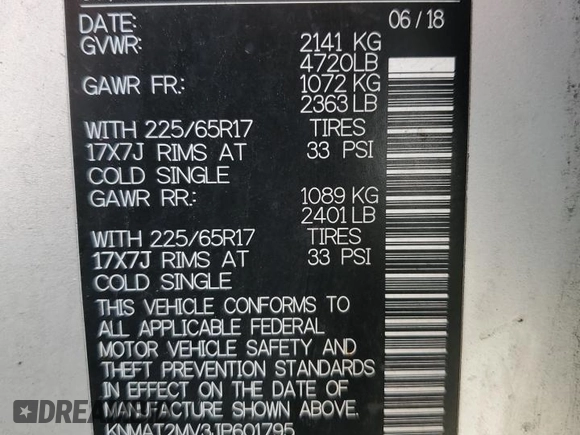 DATE: 06/18
GVWR: 2141 KG
4720LB
GAWR FR: 1072 KG
2363 LB
WITH 225/65R17 TIRES
17X7J RIMS AT 33 PSI
COLD SINGLE
GAWR RR: 1089 KG
2401 LB
WITH 225/65R17 TIRES
17X7J RIMS AT 33 PSI
COLD SINGLE
THIS VEHICLE CONFORMS TO
ALL APPLICABLE FEDERAL
MOTOR VEHICLE SAFETY AND
THEFT PREVENTION STANDARDS
IN EFFECT ON THE DATE OF
MANUFACTURE SHOWN ABOVE.
KNMAT2MV3JP601795